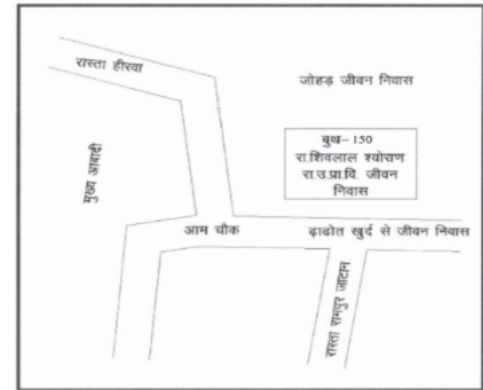 रास्ता हीरवा
जोहड़ जीवन निवास
मुख्य आबादी
बुथ– 150
रा.शिवलाल श्योराण
रा.उ.प्रा.वि. जीवन
निवास
आम चौक
ढ़ाढोत खुर्द से जीवन निवास
रास्ता रामपुर जाटान